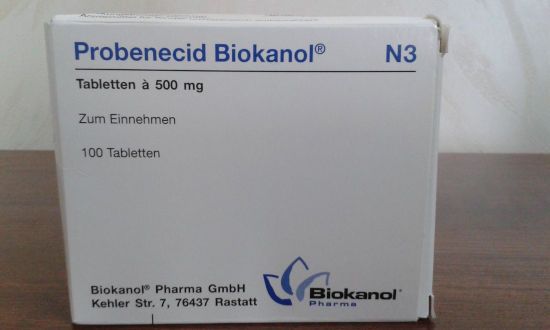 Probenecid Biokanol® N3
Tabletten à 500 mg
Zum Einnehmen
100 Tabletten
Biokanol® Pharma GmbH
Kehler Str. 7, 76437 Rastatt
Biokanol®
Pharma